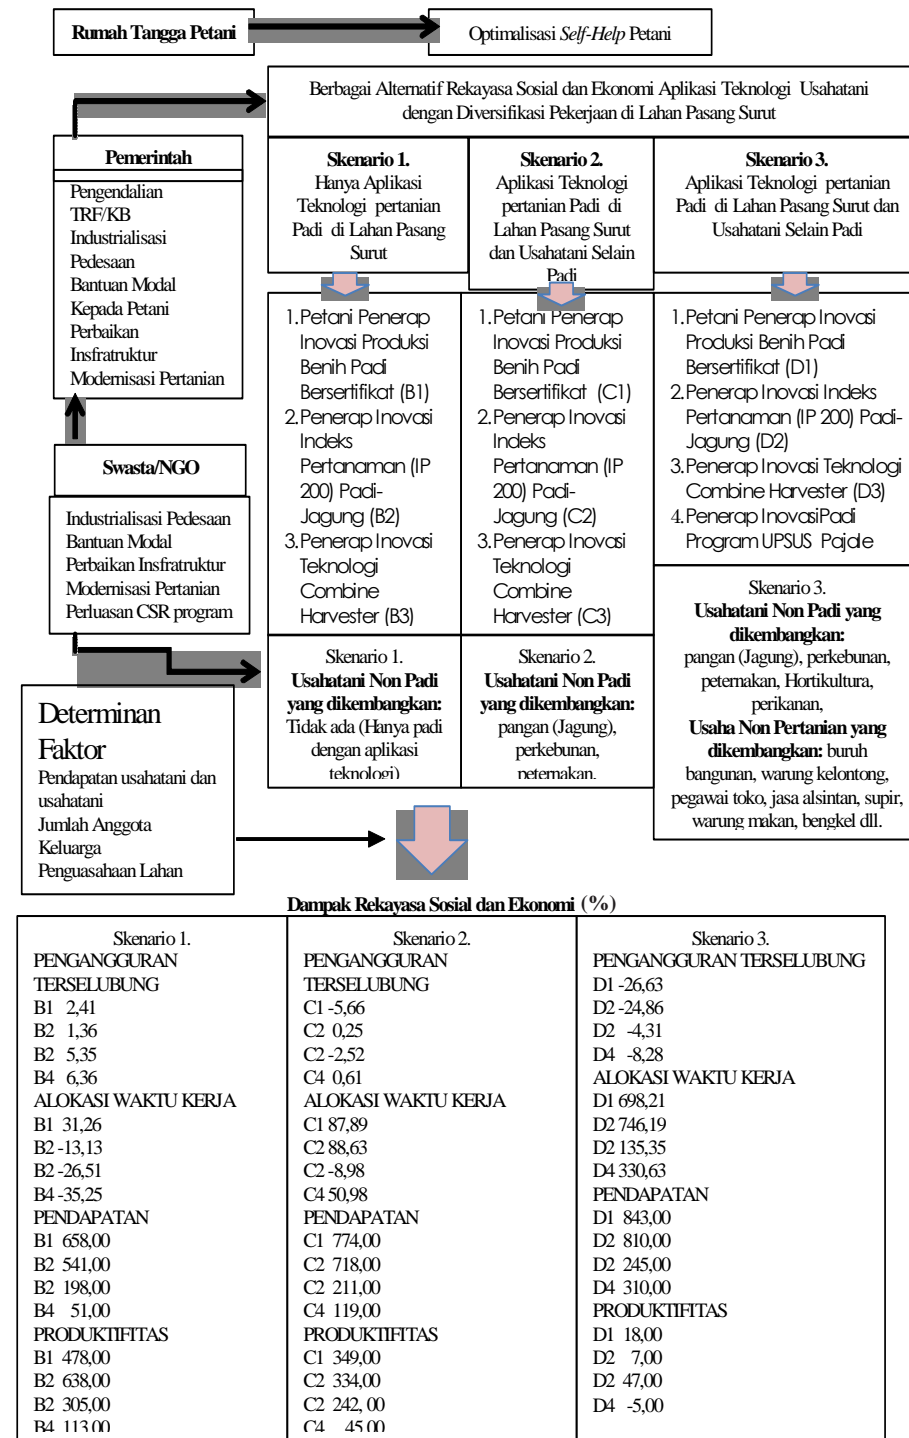 Rumah Tangga Petani
Optimalisasi Self-Help Petani
Berbagai Alternatif Rekayasa Sosial dan Ekonomi Aplikasi Teknologi Usahatani
dengan Diversifikasi Pekerjaan di Lahan Pasang Surut
Pemerintah
Pengendalian
TRF/KB
Industrialisasi
Pedesaan
Bantuan Modal
Kepada Petani
Perbaikan
Insfratruktur
Modernisasi Pertanian
Swasta/NGO
Industrialisasi Pedesaan
Bantuan Modal
Perbaikan Insfratruktur
Modernisasi Pertanian
Perluasan CSR program
Determinan
Faktor
Pendapatan usahatani dan
usahatani
Jumlah Anggota
Keluarga
Penguasahaan Lahan
Skenario 1.
Hanya Aplikasi
Teknologi pertanian
Padi di Lahan Pasang
Surut
1.Petani Penerap
Inovasi Produksi
Benih Padi
Bersertifikat (B1)
2.Penerap Inovasi
Indeks
Pertanaman (IP
200) Padi-
Jagung (B2)
3.Penerap Inovasi
Teknologi
Combine
Harvester (B3)
Skenario 1.
Usahatani Non Padi
yang dikembangkan:
Tidak ada (Hanya padi
dengan aplikasi
teknologi)
Skenario 2.
Aplikasi Teknologi
pertanian Padi di
Lahan Pasang Surut
dan Usahatani Selain
Padi
1.Petani Penerap
Inovasi Produksi
Benih Padi
Bersertifikat (C1)
2.Penerap Inovasi
Indeks
Pertanaman (IP
200) Padi-
Jagung (C2)
3.Penerap Inovasi
Teknologi
Combine
Harvester (C3)
Skenario 2.
Usahatani Non Padi
yang dikembangkan:
pangan (Jagung),
perkebunan,
peternakan.
Skenario 3.
Aplikasi Teknologi pertanian
Padi di Lahan Pasang Surut dan
Usahatani Selain Padi
1.Petani Penerap Inovasi
Produksi Benih Padi
Bersertifikat (D1)
2.Penerap Inovasi Indeks
Pertanaman (IP 200) Padi-
Jagung (D2)
3.Penerap Inovasi Teknologi
Combine Harvester (D3)
4.Penerap InovasiPadi
Program UPSUS Pajale
Skenario 3.
Usahatani Non Padi yang
dikembangkan:
pangan (Jagung), perkebunan,
peternakan, Hortikultura,
perikanan,
Usaha Non Pertanian yang
dikembangkan: buruh
bangunan, warung kelontong,
pegawai toko, jasa alsintan, supir,
warung makan, bengkel dll.
Dampak Rekayasa Sosial dan Ekonomi (%)
Skenario 1.
PENGANGGURAN
TERSELUBUNG
B1 2,41
B2 1,36
B2 5,35
B4 6,36
ALOKASI WAKTU KERJA
B1 31,26
B2 -13,13
B2 -26,51
B4 -35,25
PENDAPATAN
B1 658,00
B2 541,00
B2 198,00
B4 51,00
PRODUKTIFITAS
B1 478,00
B2 638,00
B2 305,00
B4 113,00
Skenario 2.
PENGANGGURAN
TERSELUBUNG
C1 -5,66
C2 0,25
C2 -2,52
C4 0,61
ALOKASI WAKTU KERJA
C1 87,89
C2 88,63
C2 -8,98
C4 50,98
PENDAPATAN
C1 774,00
C2 718,00
C2 211,00
C4 119,00
PRODUKTIFITAS
C1 349,00
C2 334,00
C2 242, 00
C4 45,00
Skenario 3.
PENGANGGURAN TERSELUBUNG
D1 -26,63
D2 -24,86
D2 -4,31
D4 -8,28
ALOKASI WAKTU KERJA
D1 698,21
D2 746,19
D2 135,35
D4 330,63
PENDAPATAN
D1 843,00
D2 810,00
D2 245,00
D4 310,00
PRODUKTIFITAS
D1 18,00
D2 7,00
D2 47,00
D4 -5,00